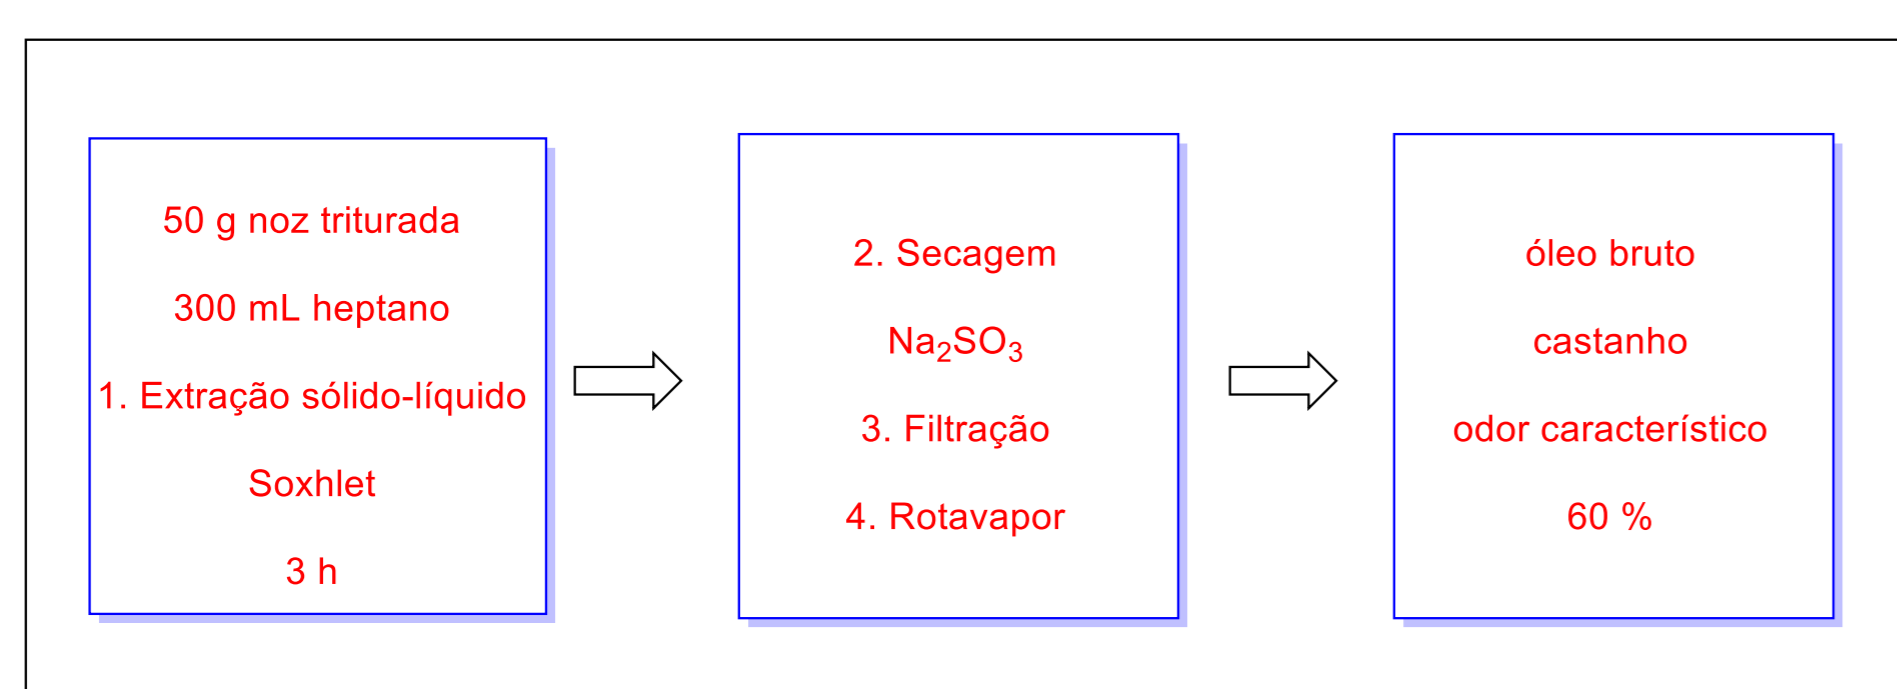 50 g noz triturada
300 mL heptano
1. Extração sólido-líquido
Soxhlet
3 h
2. Secagem
Na₂SO₃
3. Filtração
4. Rotavapor
óleo bruto
castanho
odor característico
60 %